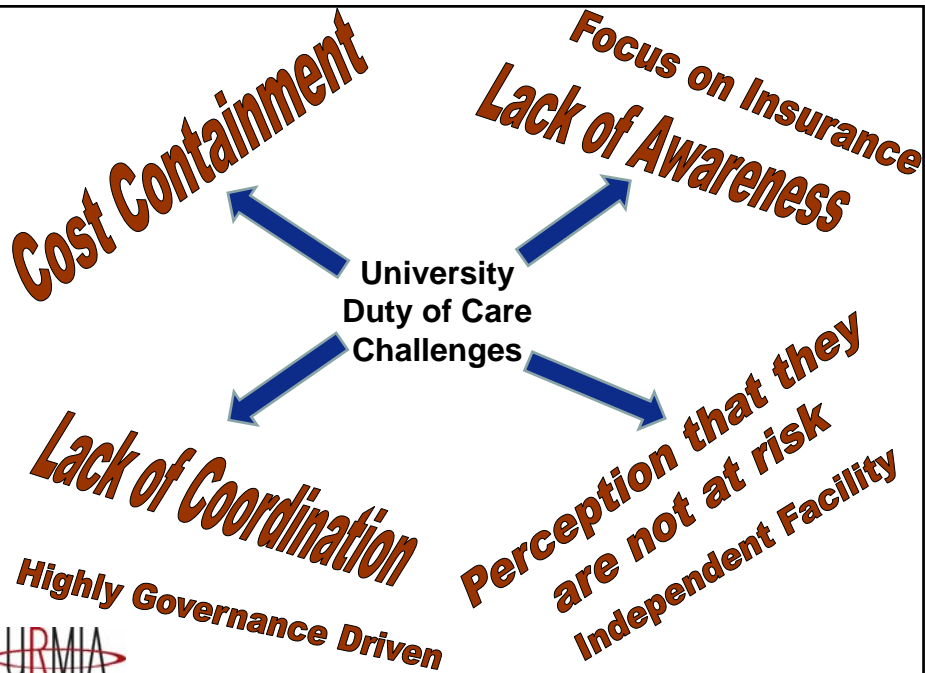 Cost Containment
Focus on Insurance
Lack of Awareness
University
Duty of Care
Challenges
Lack of Coordination
Highly Governance Driven
Perception that they
are not at risk
Independent Facility
URMIA